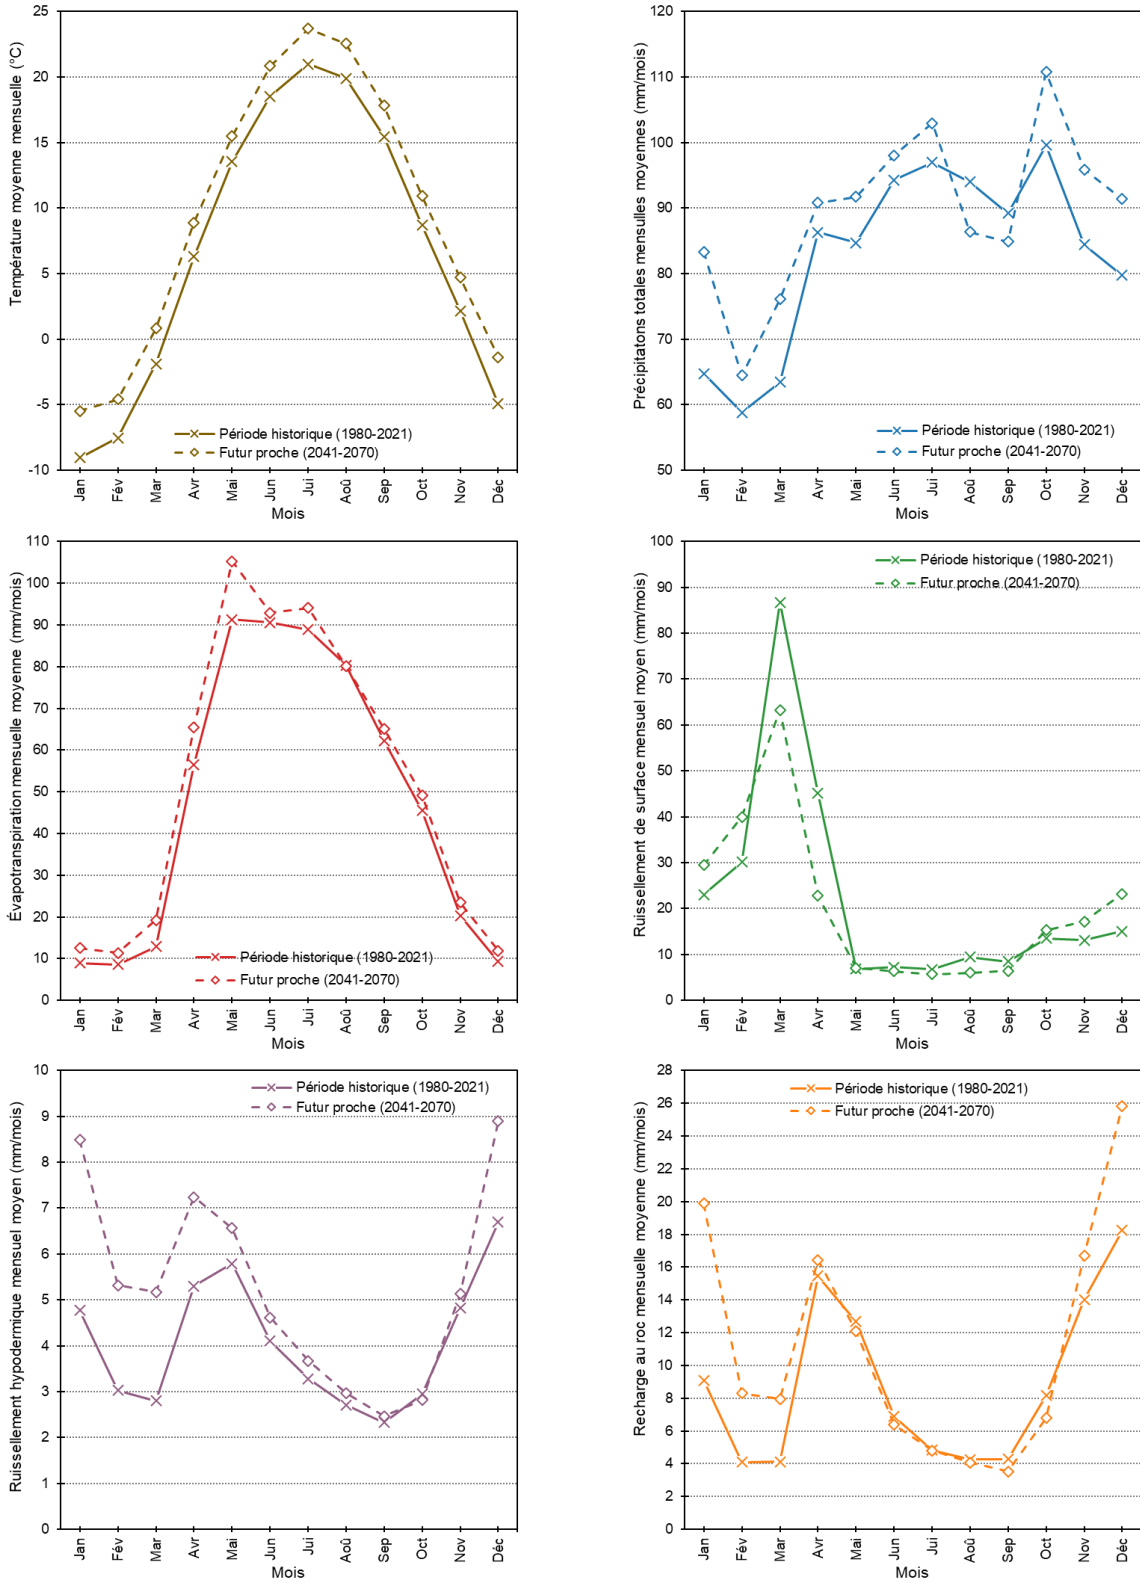 Température moyenne mensuelle (°C)
25
20
15
10
5
0
-5
-10
Période historique (1980-2021)
Futur proche (2041-2070)
Jan Fév Mar Avr Mai Jun Jui Aoû Sep Oct Nov Déc
Mois
Précipitatons totales mensulles moyennes (mm/mois)
120
110
100
90
80
70
60
50
Période historique (1980-2021)
Futur proche (2041-2070)
Jan Fév Mar Avr Mai Jun Jui Aoû Sep Oct Nov Déc
Mois
Évapotranspiration mensuelle moyenne (mm/mois)
110
100
90
80
70
60
50
40
30
20
10
0
Période historique (1980-2021)
Futur proche (2041-2070)
Jan Fév Mar Avr Mai Jun Jui Aoû Sep Oct Nov Déc
Mois
Ruissellement de surface mensuel moyen (mm/mois)
100
90
80
70
60
50
40
30
20
10
0
Période historique (1980-2021)
Futur proche (2041-2070)
Jan Fév Mar Avr Mai Jun Jui Aoû Sep Oct Nov Déc
Mois
Ruissellement hypodermique mensuel moyen (mm/mois)
10
9
8
7
6
5
4
3
2
1
0
Période historique (1980-2021)
Futur proche (2041-2070)
Jan Fév Mar Avr Mai Jun Jui Aoû Sep Oct Nov Déc
Mois
Recharge au roc mensuelle moyenne (mm/mois)
28
26
24
22
20
18
16
14
12
10
8
6
4
2
0
Période historique (1980-2021)
Futur proche (2041-2070)
Jan Fév Mar Avr Mai Jun Jui Aoû Sep Oct Nov Déc
Mois